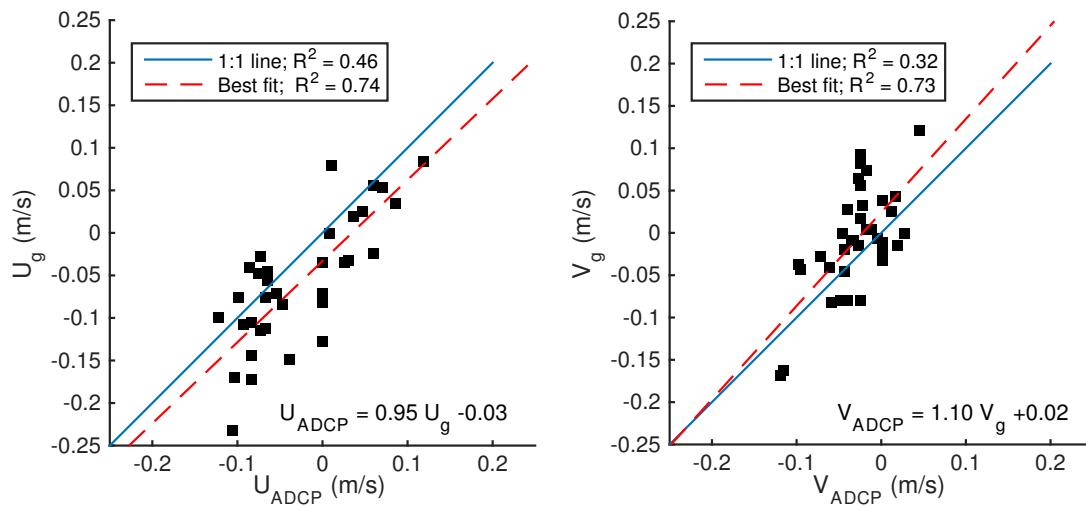 0.25
0.2
0.15
0.1
0.05
0
-0.05
-0.1
-0.15
-0.2
-0.25
U_g (m/s)
1:1 line; R^2 = 0.46
Best fit; R^2 = 0.74
U_ADCP = 0.95 U_g -0.03
-0.2 -0.1 0 0.1 0.2
U_ADCP (m/s)
0.25
0.2
0.15
0.1
0.05
0
-0.05
-0.1
-0.15
-0.2
-0.25
V_g (m/s)
1:1 line; R^2 = 0.32
Best fit; R^2 = 0.73
V_ADCP = 1.10 V_g +0.02
-0.2 -0.1 0 0.1 0.2
V_ADCP (m/s)